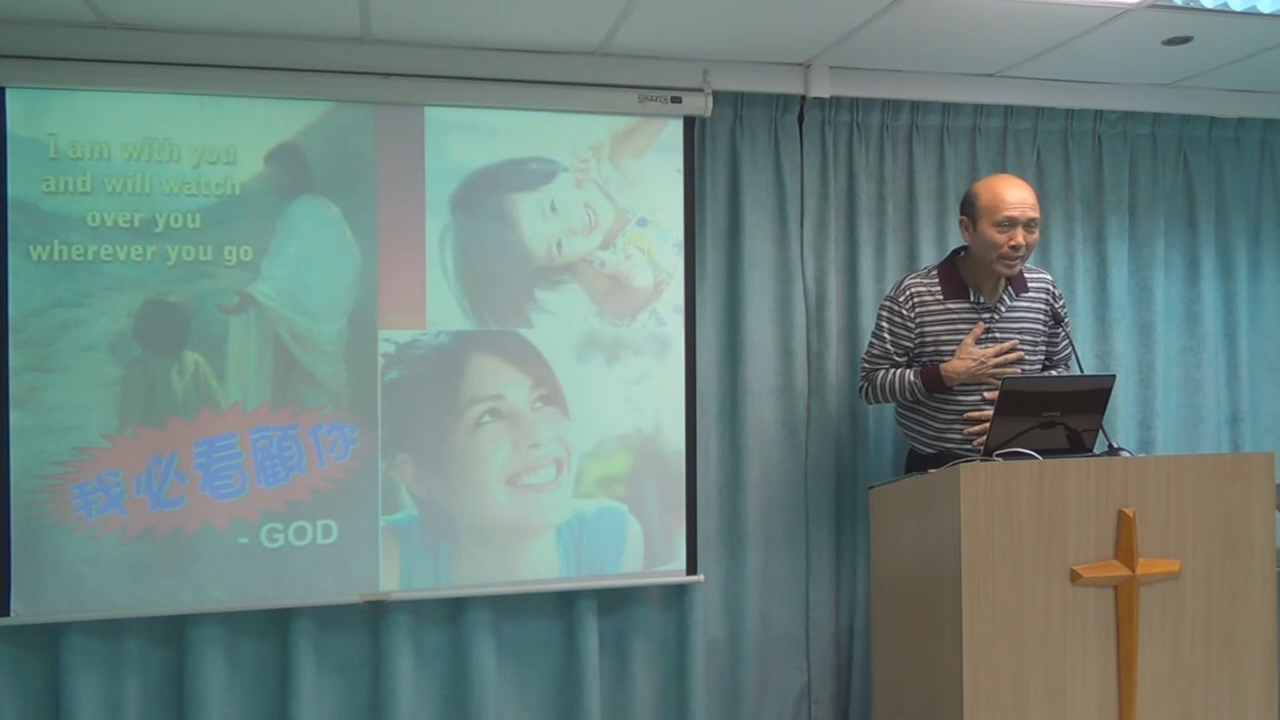 I am with you
and will watch
over you
wherever you go
我必看顧你
- GOD